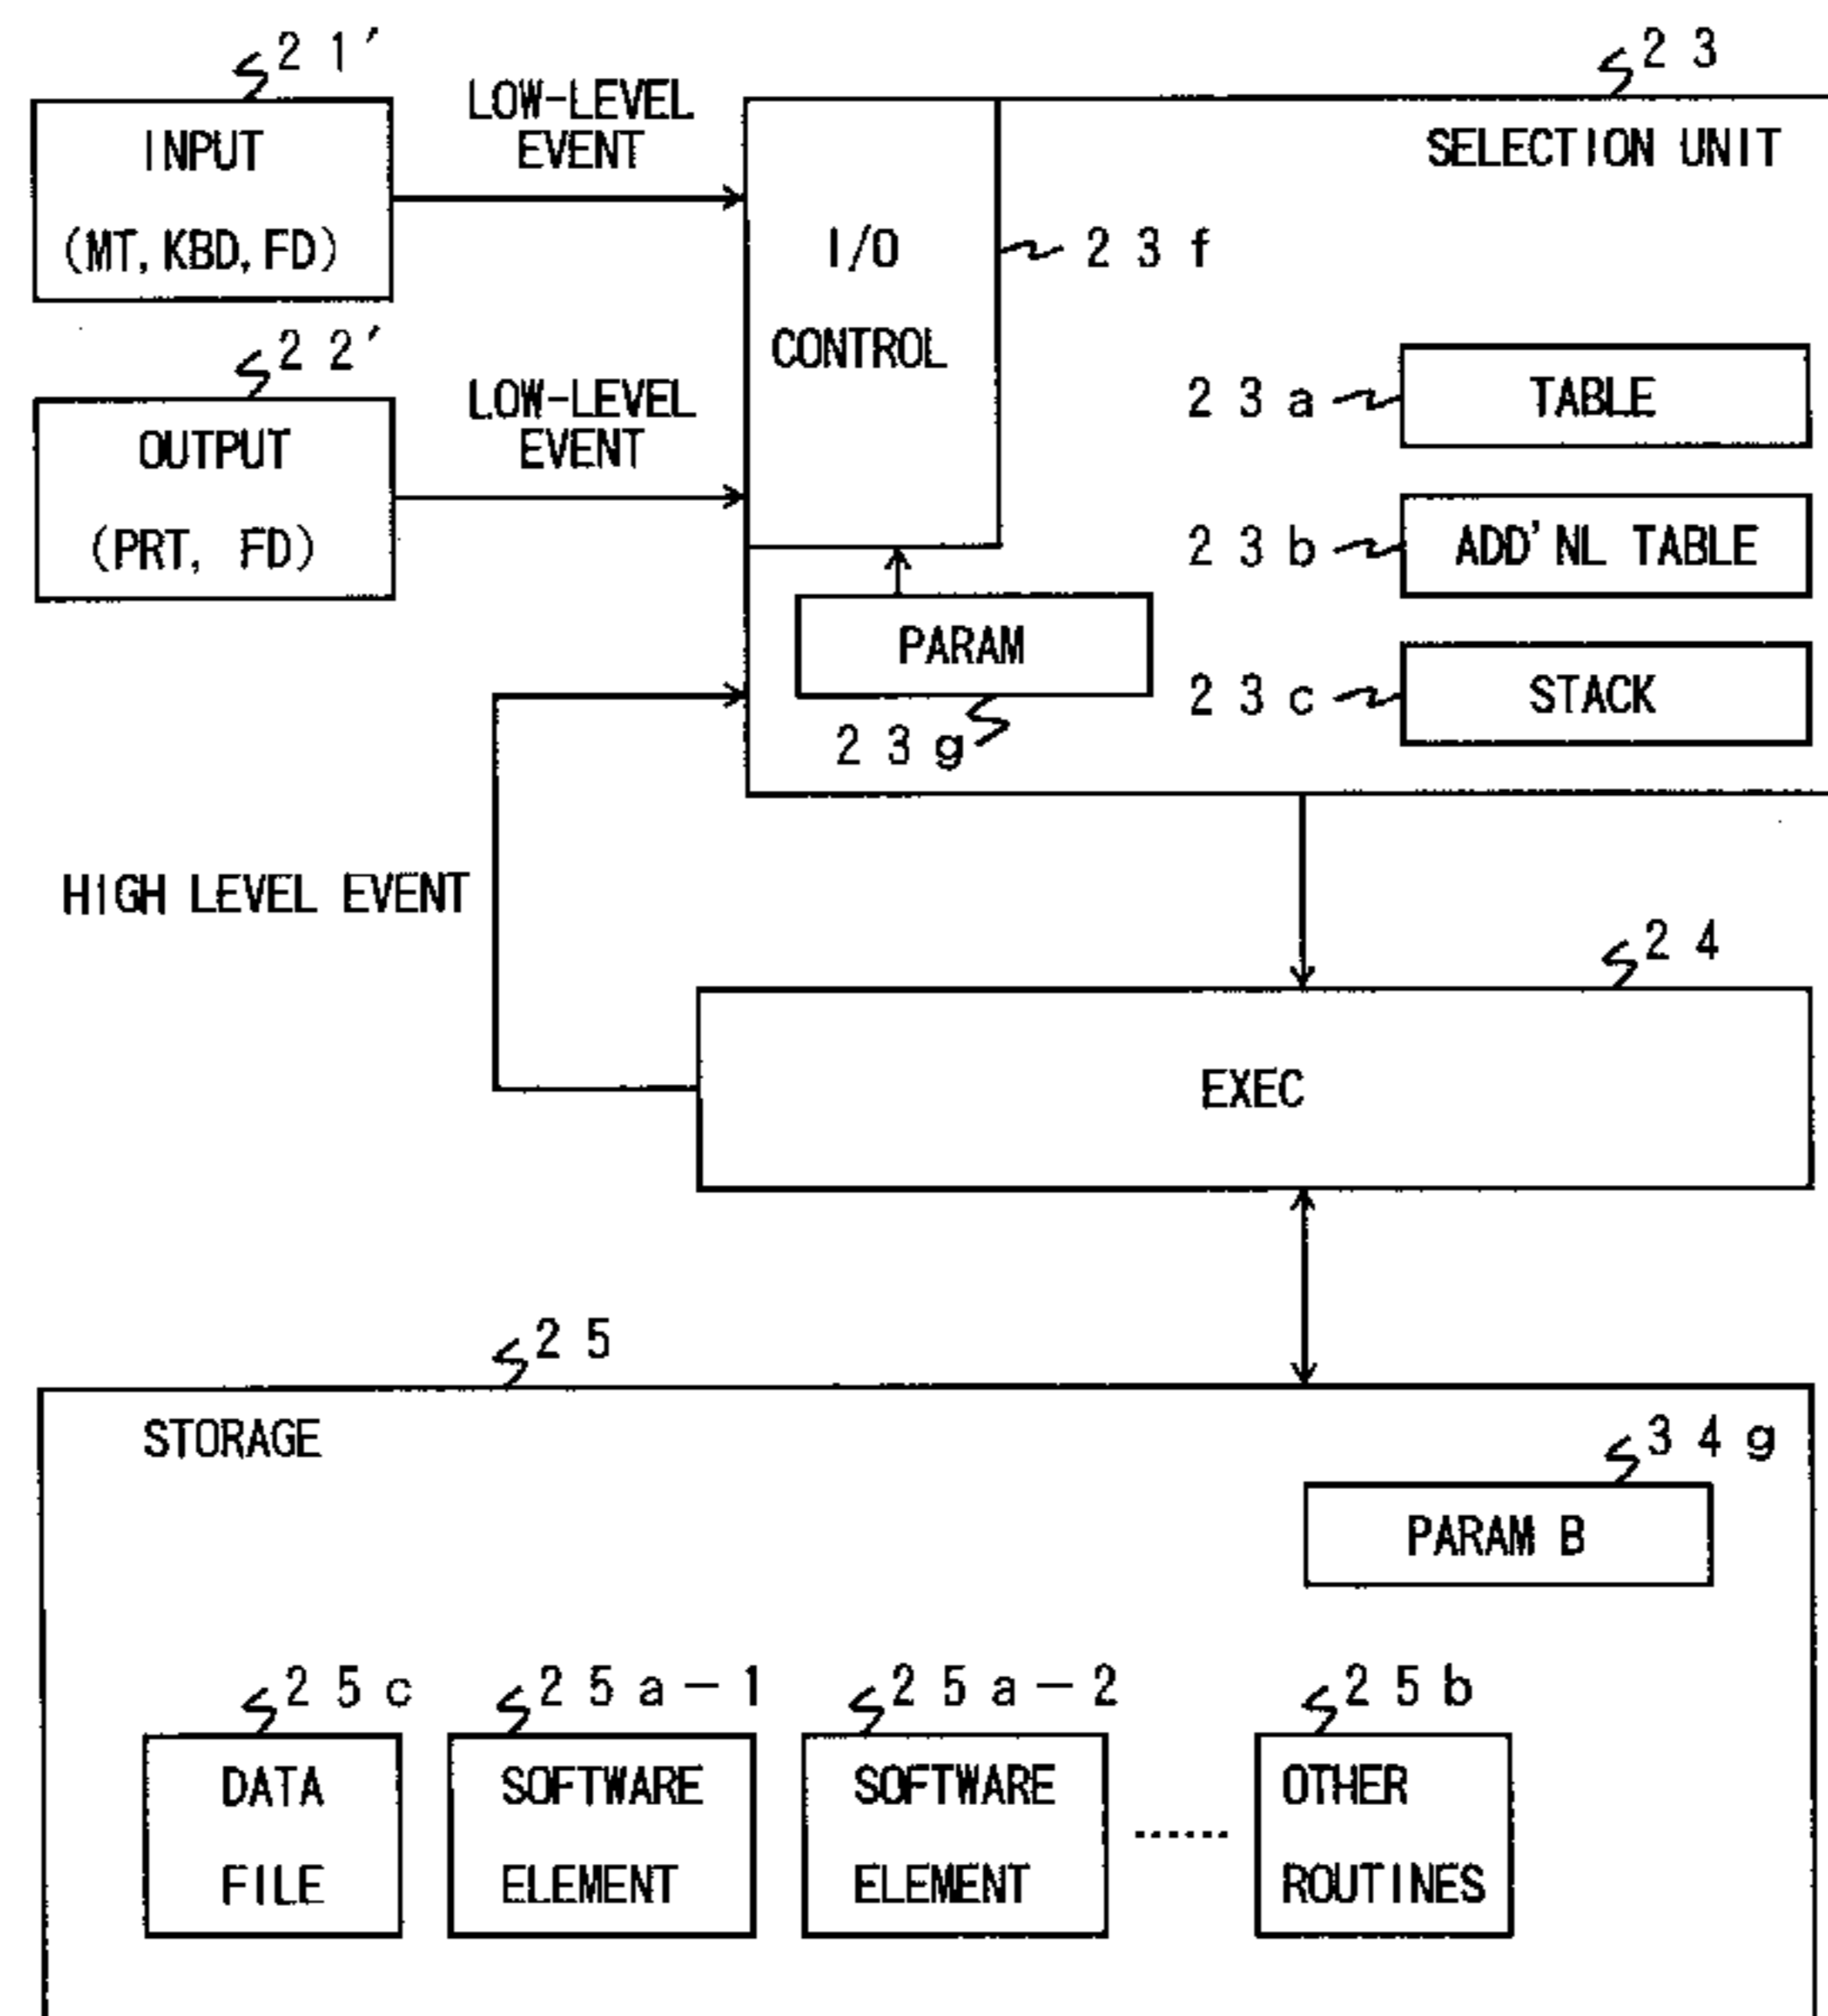 21′
INPUT
(MT, KBD, FD)
LOW-LEVEL
EVENT
23
SELECTION UNIT
I/O
CONTROL
23f
22′
OUTPUT
(PRT, FD)
LOW-LEVEL
EVENT
23a
TABLE
23b
ADD'NL TABLE
23c
STACK
PARAM
23g
HIGH LEVEL EVENT
24
EXEC
25
STORAGE
34g
PARAM B
25c
DATA
FILE
25a-1
SOFTWARE
ELEMENT
25a-2
SOFTWARE
ELEMENT
......
25b
OTHER
ROUTINES